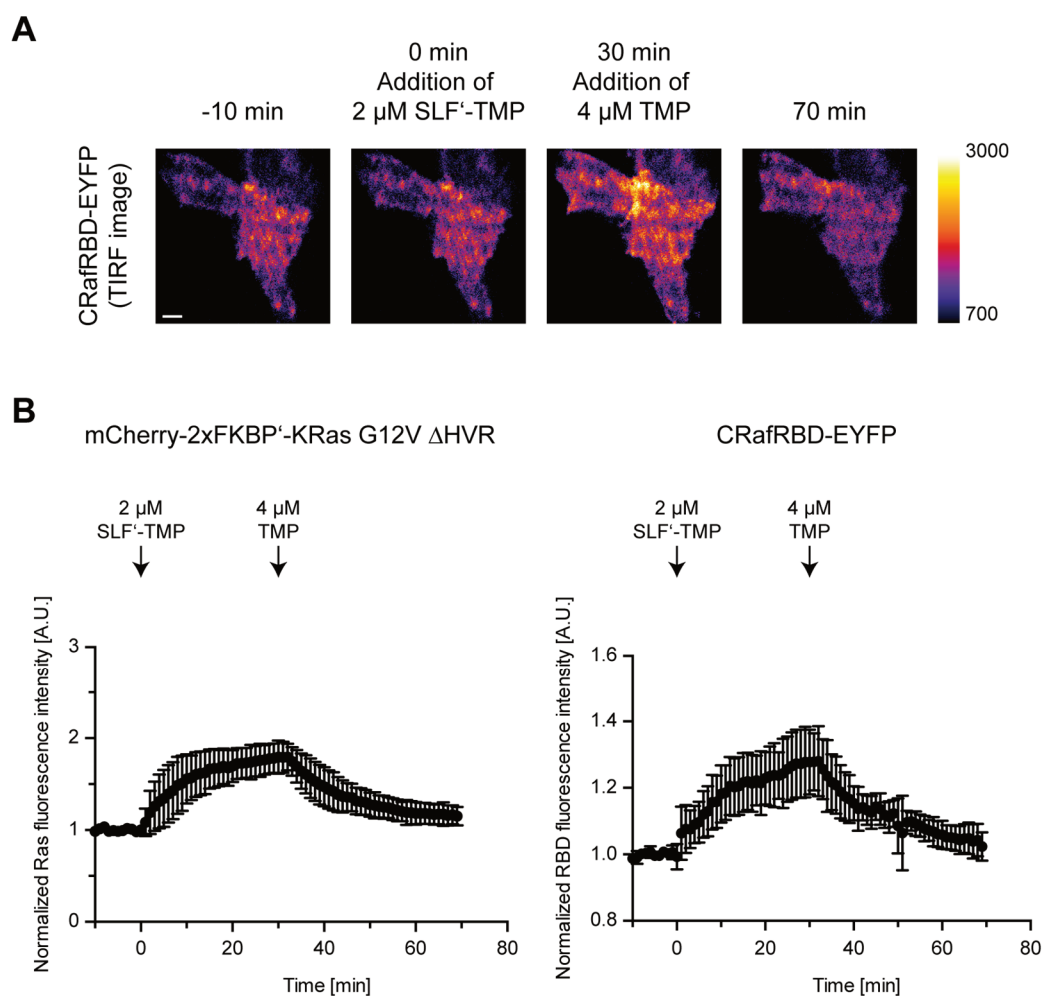 A
-10 min
0 min
Addition of
2 µM SLF‘-TMP
30 min
Addition of
4 µM TMP
70 min
CRafRBD-EYFP
(TIRF image)
3000
700
B
mCherry-2xFKBP‘-KRas G12V ΔHVR
2 µM
SLF‘-TMP
4 µM
TMP
Normalized Ras fluorescence intensity [A.U.]
3
2
1
0
0
20
40
60
80
Time [min]
CRafRBD-EYFP
2 µM
SLF‘-TMP
4 µM
TMP
Normalized RBD fluorescence intensity [A.U.]
1.6
1.4
1.2
1.0
0.8
0
20
40
60
80
Time [min]